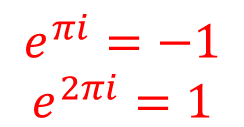 e^{πi} = −1
e^{2πi} = 1